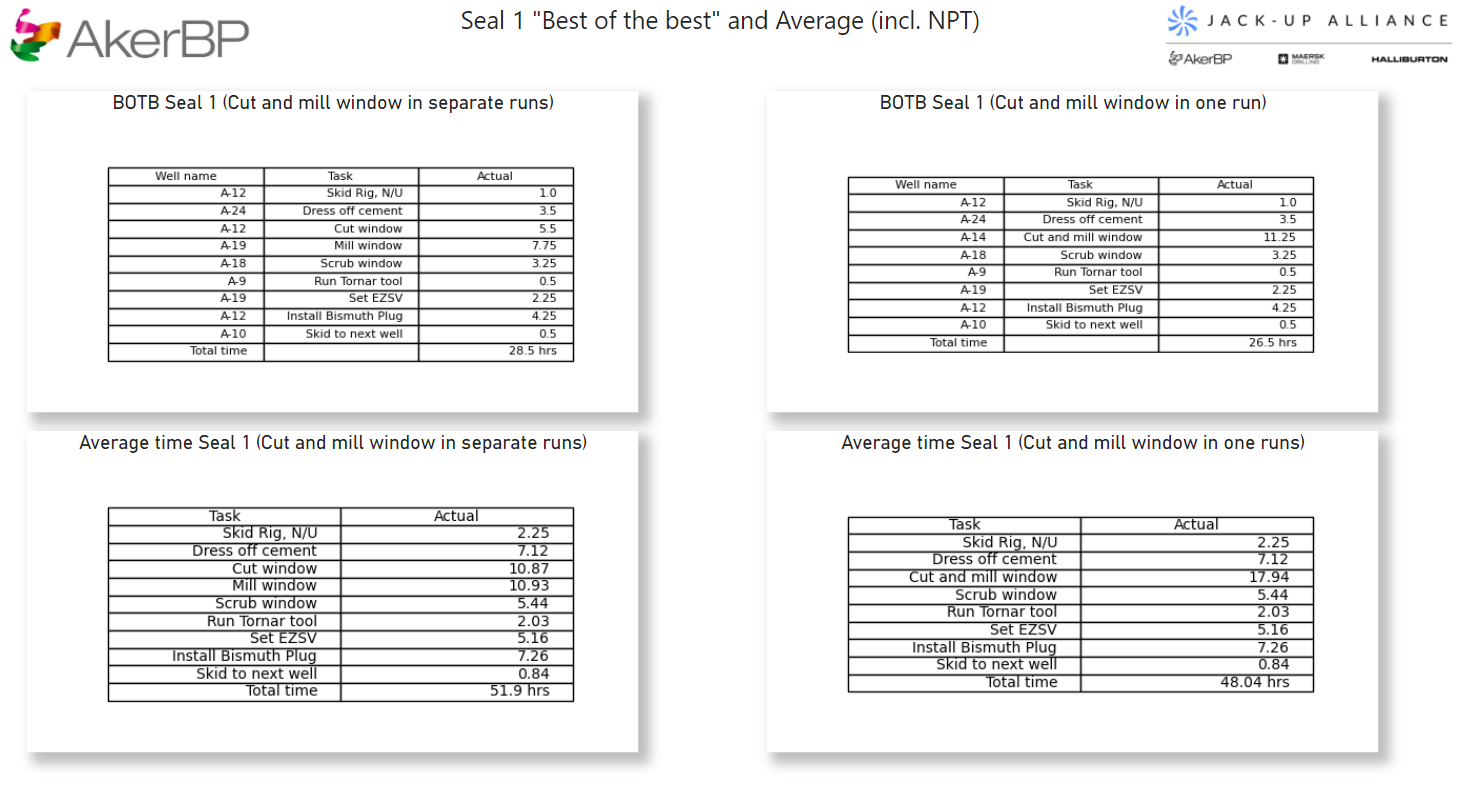 AkerBP
Seal 1 "Best of the best" and Average (incl. NPT)
JACK-UP ALLIANCE
AkerBP MAERSK DRILLING HALLIBURTON
BOTB Seal 1 (Cut and mill window in separate runs)
Well name Task Actual
A-12 Skid Rig, N/U 1.0
A-24 Dress off cement 3.5
A-12 Cut window 5.5
A-19 Mill window 7.75
A-18 Scrub window 3.25
A-9 Run Tornar tool 0.5
A-19 Set EZSV 2.25
A-12 Install Bismuth Plug 4.25
A-10 Skid to next well 0.5
Total time 28.5 hrs
BOTB Seal 1 (Cut and mill window in one run)
Well name Task Actual
A-12 Skid Rig, N/U 1.0
A-24 Dress off cement 3.5
A-14 Cut and mill window 11.25
A-18 Scrub window 3.25
A-9 Run Tornar tool 0.5
A-19 Set EZSV 2.25
A-12 Install Bismuth Plug 4.25
A-10 Skid to next well 0.5
Total time 26.5 hrs
Average time Seal 1 (Cut and mill window in separate runs)
Task Actual
Skid Rig, N/U 2.25
Dress off cement 7.12
Cut window 10.87
Mill window 10.93
Scrub window 5.44
Run Tornar tool 2.03
Set EZSV 5.16
Install Bismuth Plug 7.26
Skid to next well 0.84
Total time 51.9 hrs
Average time Seal 1 (Cut and mill window in one runs)
Task Actual
Skid Rig, N/U 2.25
Dress off cement 7.12
Cut and mill window 17.94
Scrub window 5.44
Run Tornar tool 2.03
Set EZSV 5.16
Install Bismuth Plug 7.26
Skid to next well 0.84
Total time 48.04 hrs